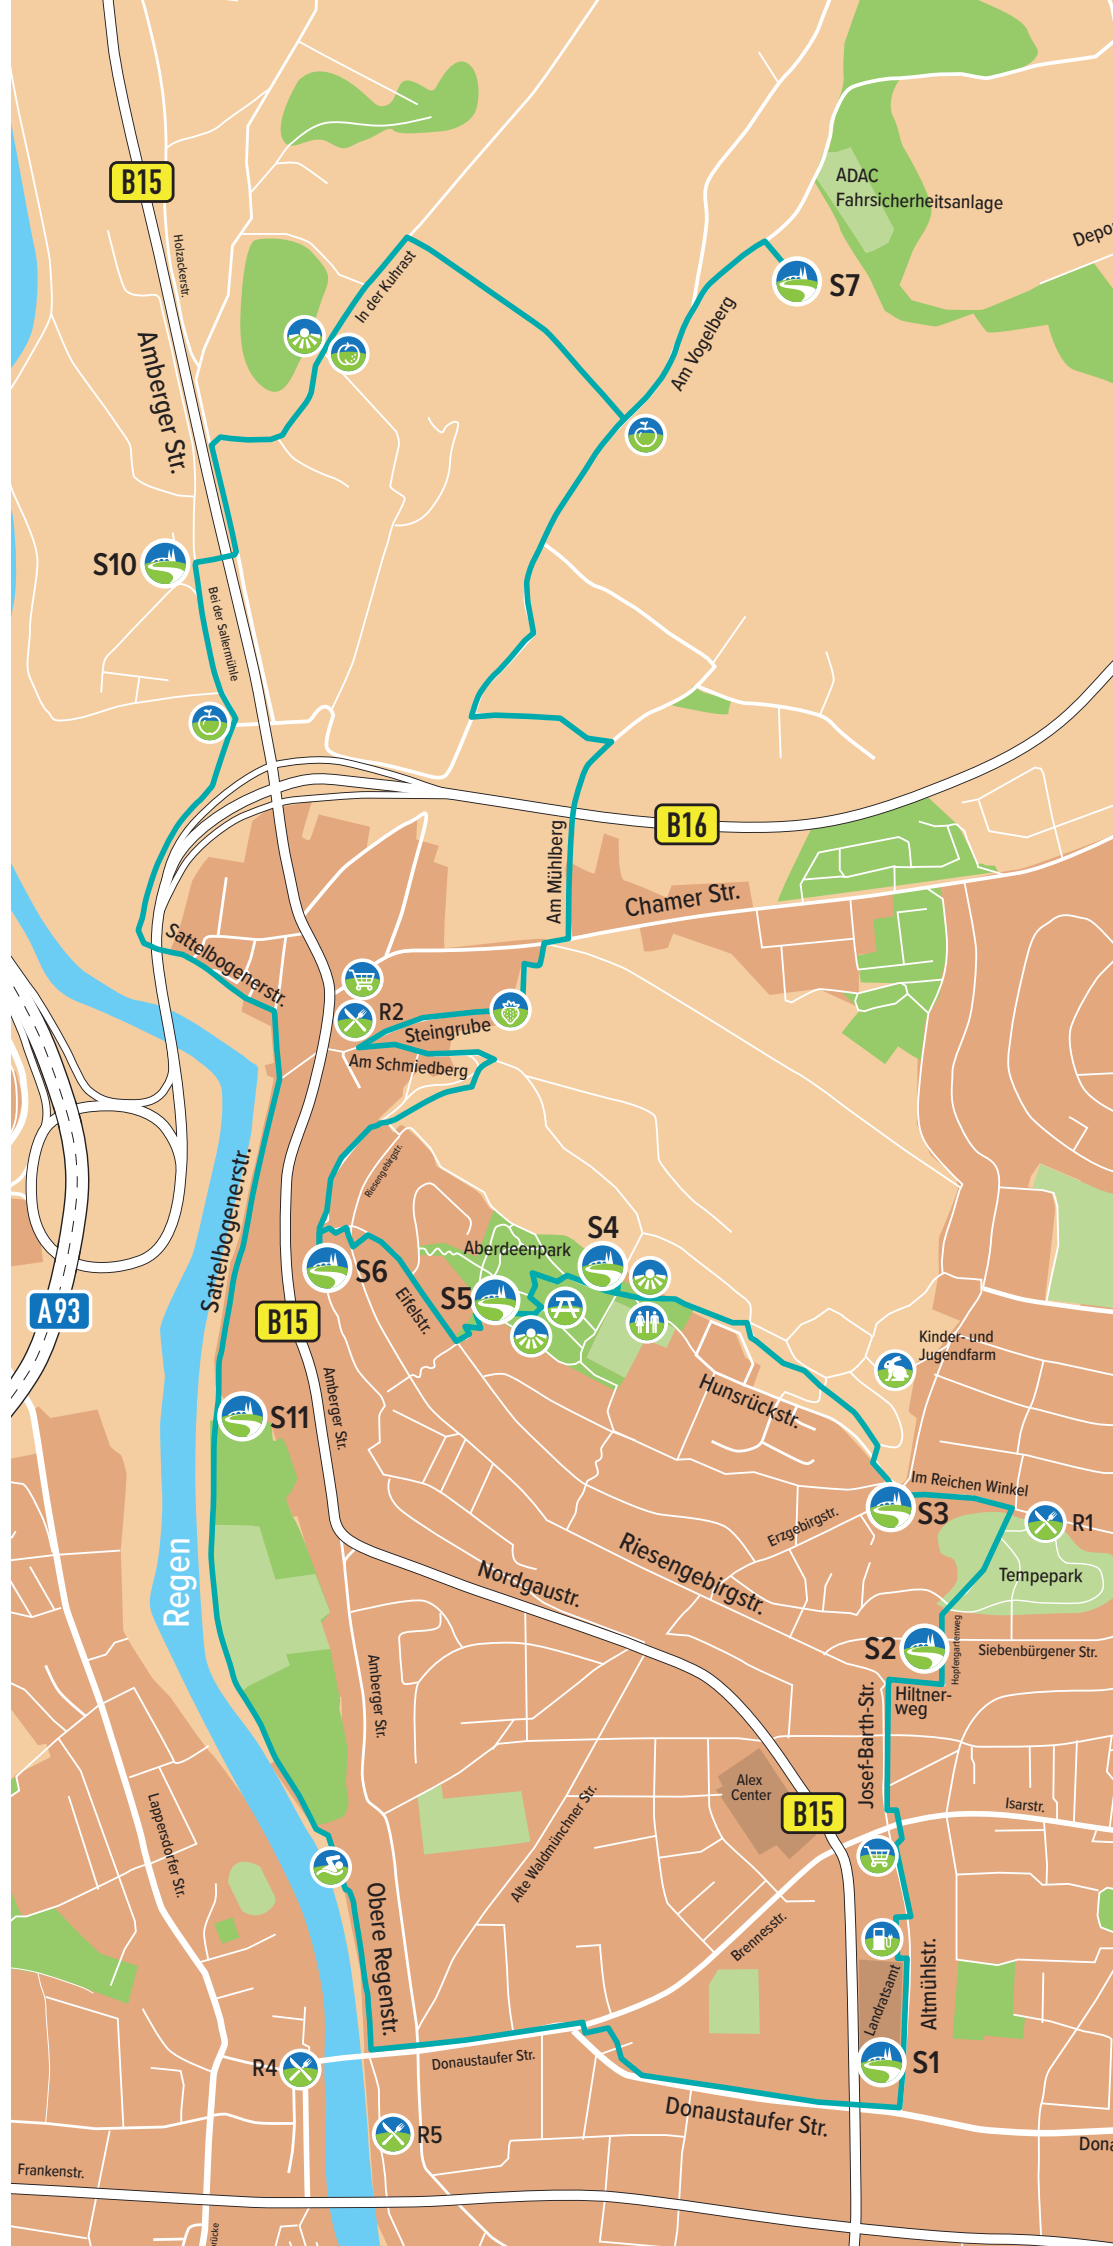 B15
ADAC
Fahrsicherheitsanlage
Holzackerstr.
In der Kuhrast
S7
Am Vogelberg
Amberger Str.
S10
Bei der Sallermühle
B16
Am Mühlberg
Chamer Str.
Sattelbogenerstr.
R2
Steingrube
Am Schmiedberg
Riesengebirgstr.
Sattelbogenerstr.
S4
Aberdeenpark
S6
S5
Eifelstr.
A93
B15
Kinder- und
Jugendfarm
Hunsrückstr.
Amberger Str.
S11
Im Reichen Winkel
S3
R1
Erzgebirgstr.
Riesengebirgstr.
Nordgaustr.
Tempepark
Regen
S2
Hopfengartenweg
Siebenbürgener Str.
Amberger Str.
Hiltner-
weg
Josef-Barth-Str.
Alex
Center
B15
Isarstr.
Lappersdorfer Str.
Alte Waldmünchner Str.
Obere Regenstr.
Brennesstr.
Altmühlstr.
Landratsamt
S1
Donaustaufer Str.
R4
Donaustaufer Str.
R5
Frankenstr.